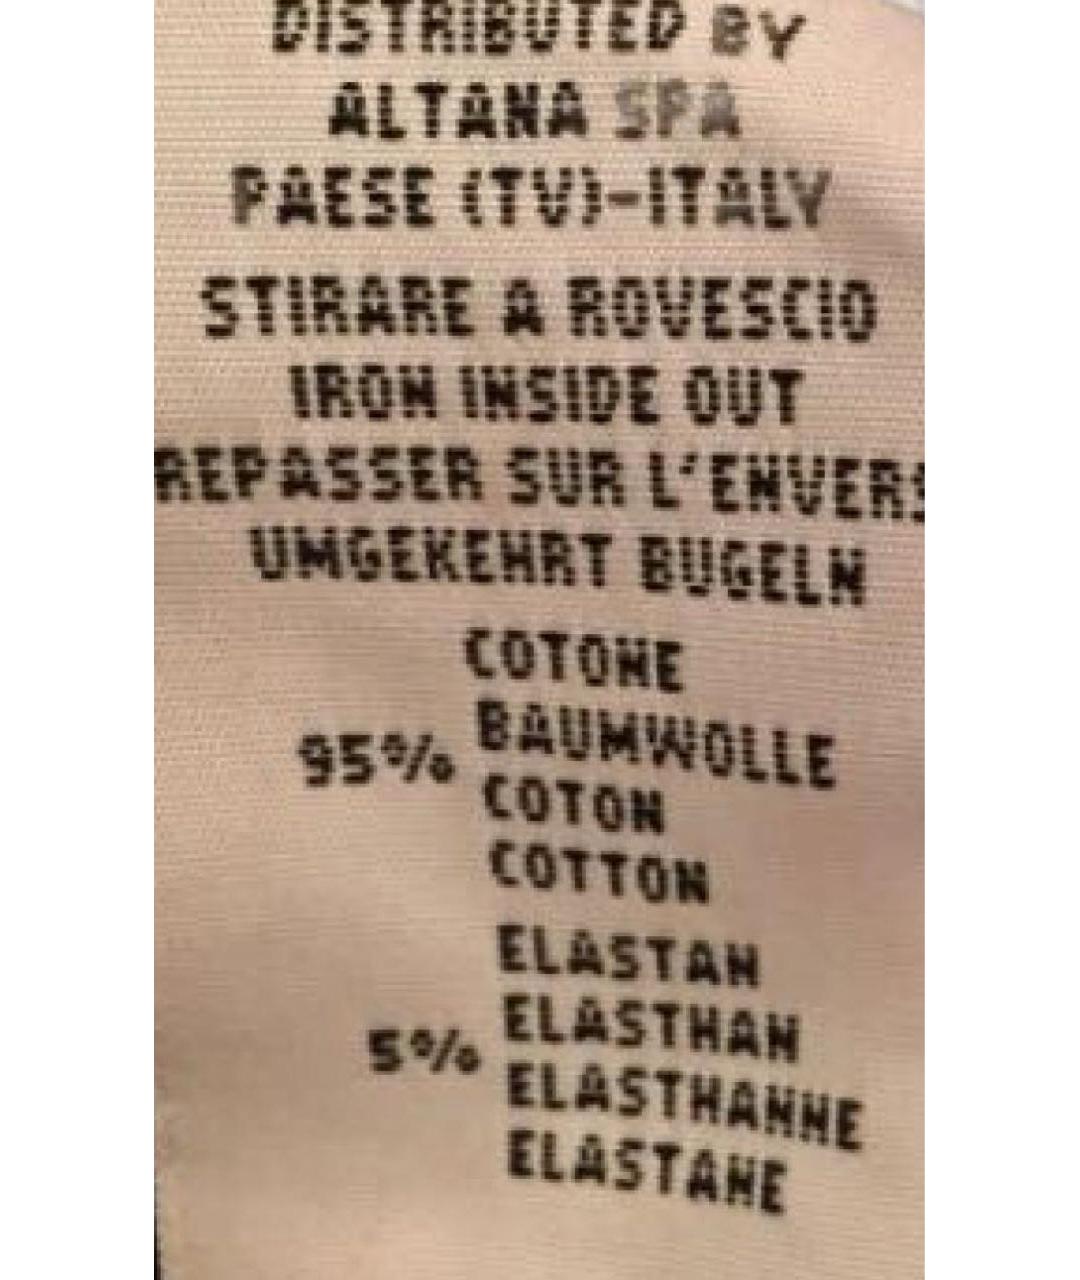 DISTRIBUTED BY
ALTANA SPA
PAESE (TV)-ITALY
STIRARE A ROVESCIO
IRON INSIDE OUT
REPASSER SUR L'ENVERS
UMGEKEHRT BUGELN
COTONE
95% BAUMWOLLE
COTON
COTTON
ELASTAN
5% ELASTHAN
ELASTHANNE
ELASTANE